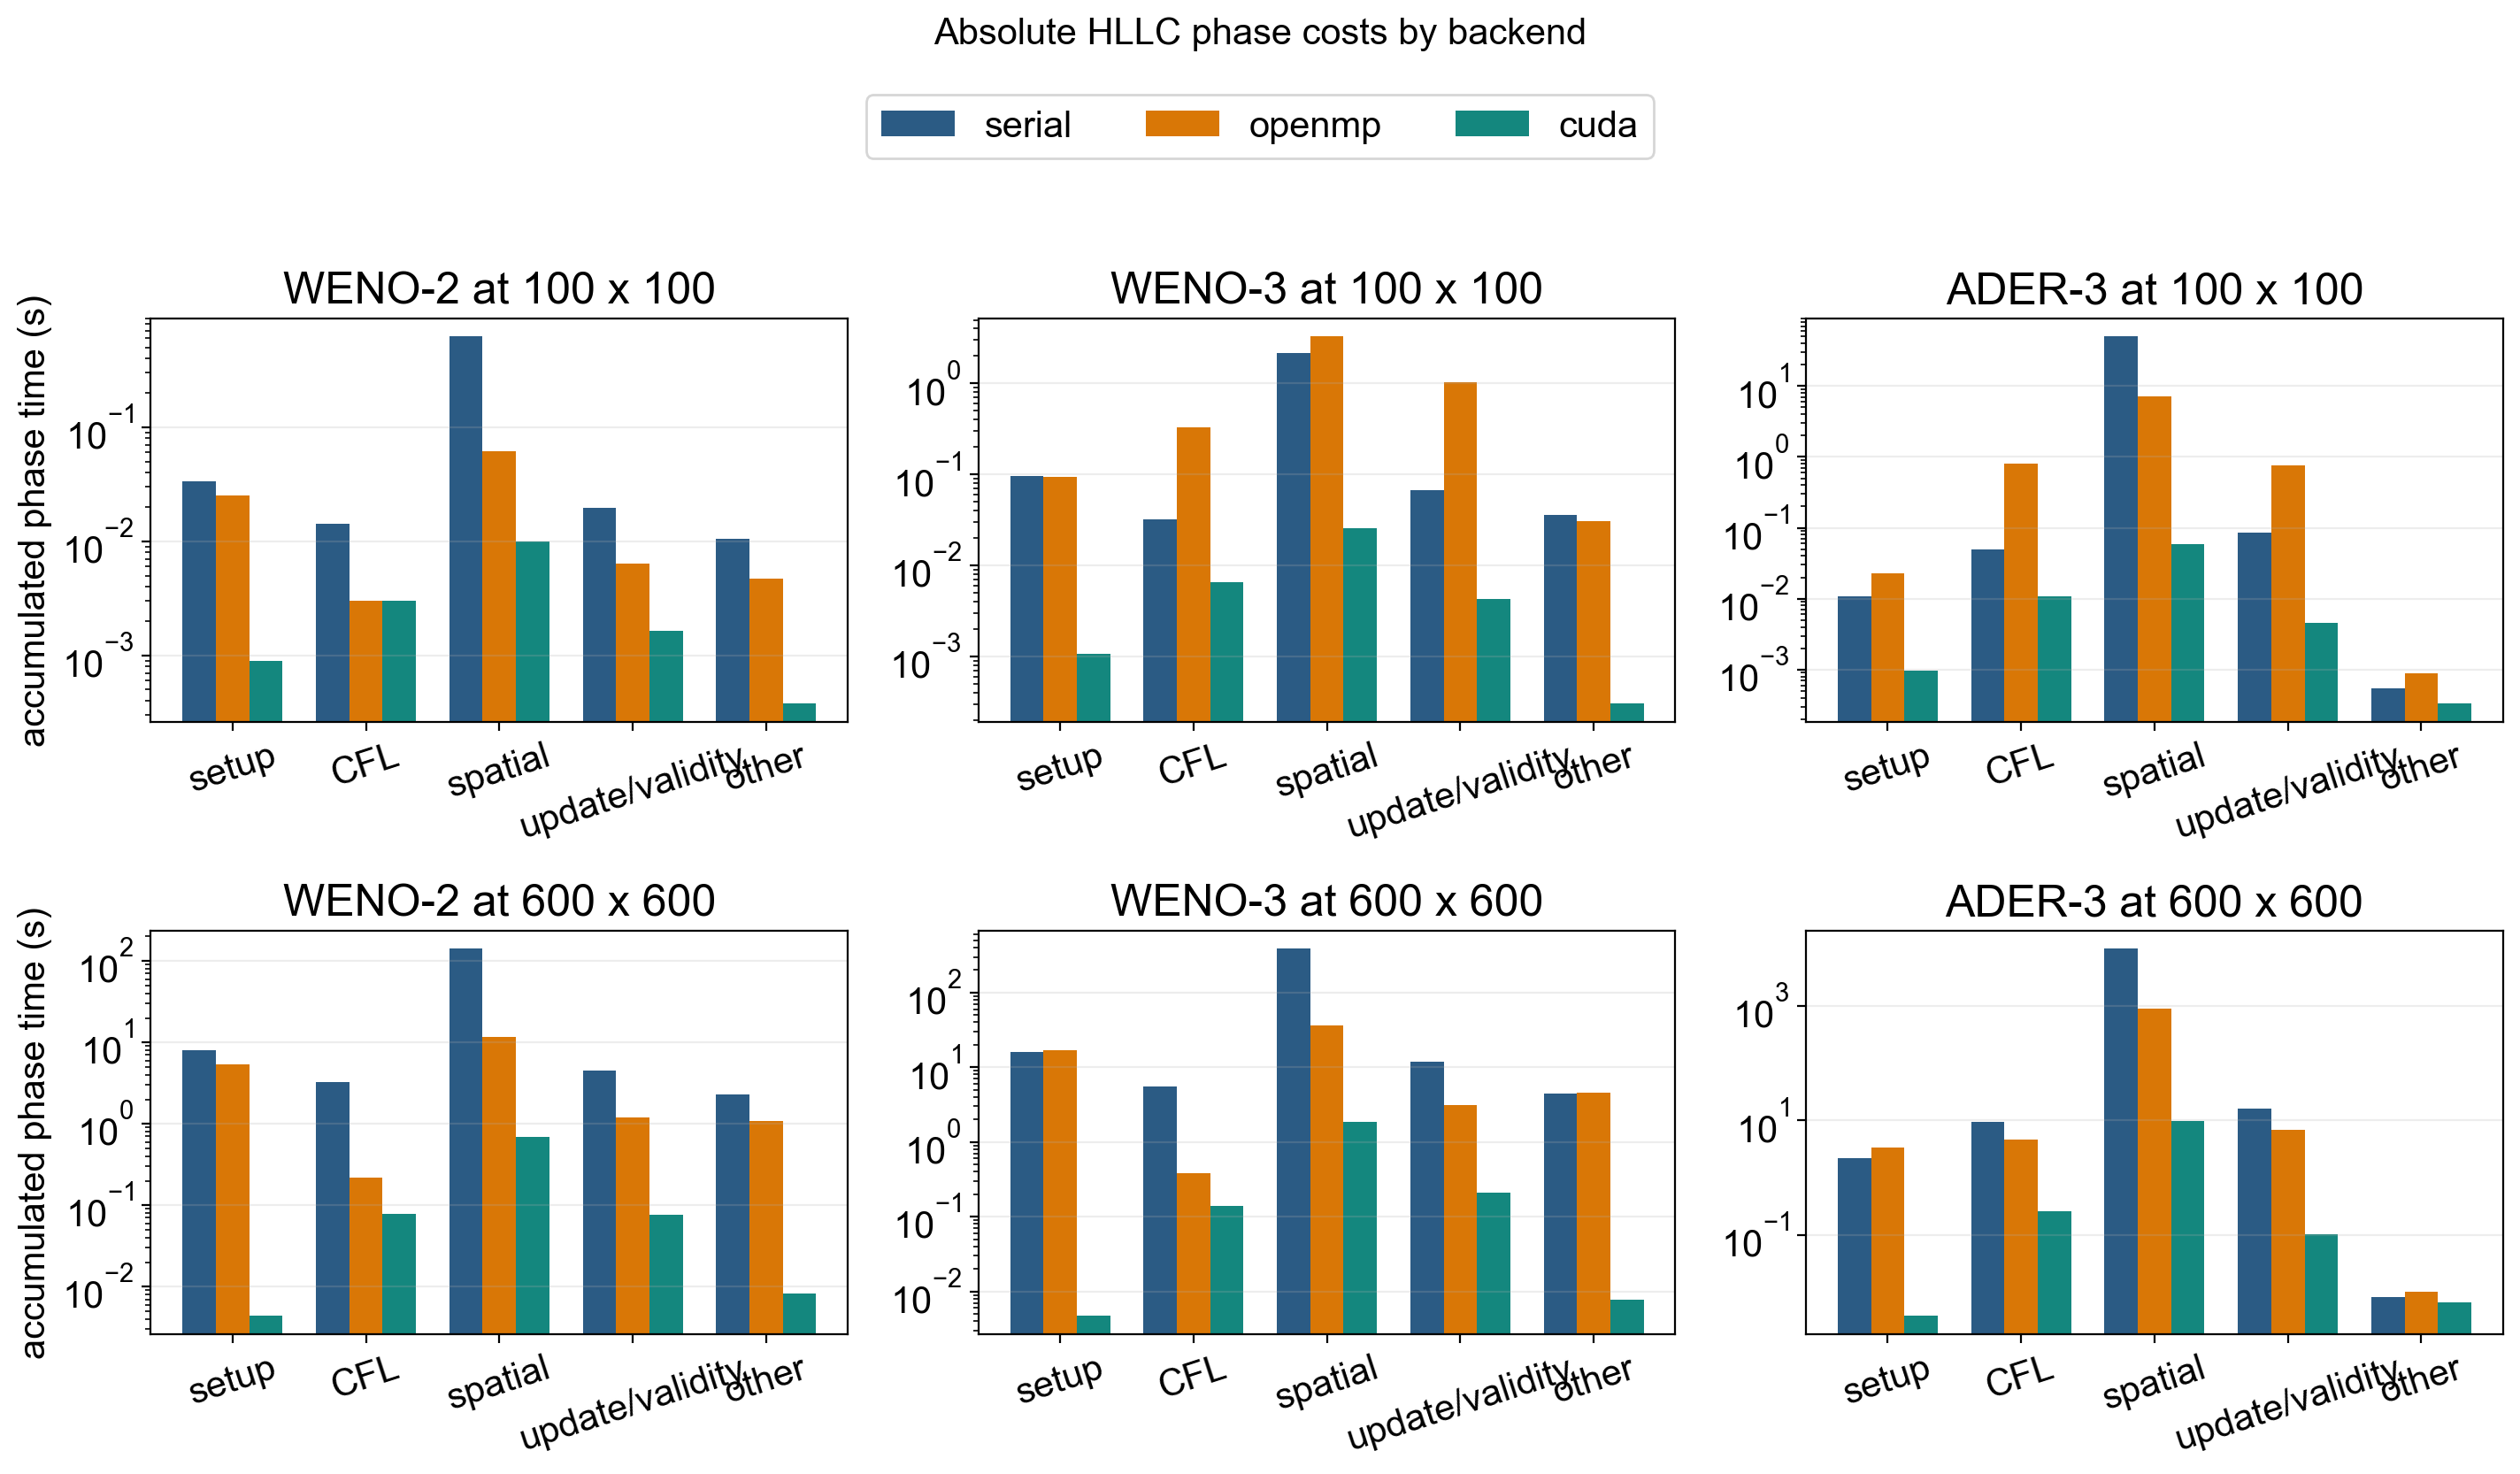 Absolute HLLC phase costs by backend
serial openmp cuda
WENO-2 at 100 x 100
accumulated phase time (s)
10^−1
10^−2
10^−3
setup CFL spatial update/validity other
WENO-3 at 100 x 100
10^0
10^−1
10^−2
10^−3
setup CFL spatial update/validity other
ADER-3 at 100 x 100
10^1
10^0
10^−1
10^−2
10^−3
setup CFL spatial update/validity other
WENO-2 at 600 x 600
accumulated phase time (s)
10^2
10^1
10^0
10^−1
10^−2
setup CFL spatial update/validity other
WENO-3 at 600 x 600
10^2
10^1
10^0
10^−1
10^−2
setup CFL spatial update/validity other
ADER-3 at 600 x 600
10^3
10^1
10^−1
setup CFL spatial update/validity other